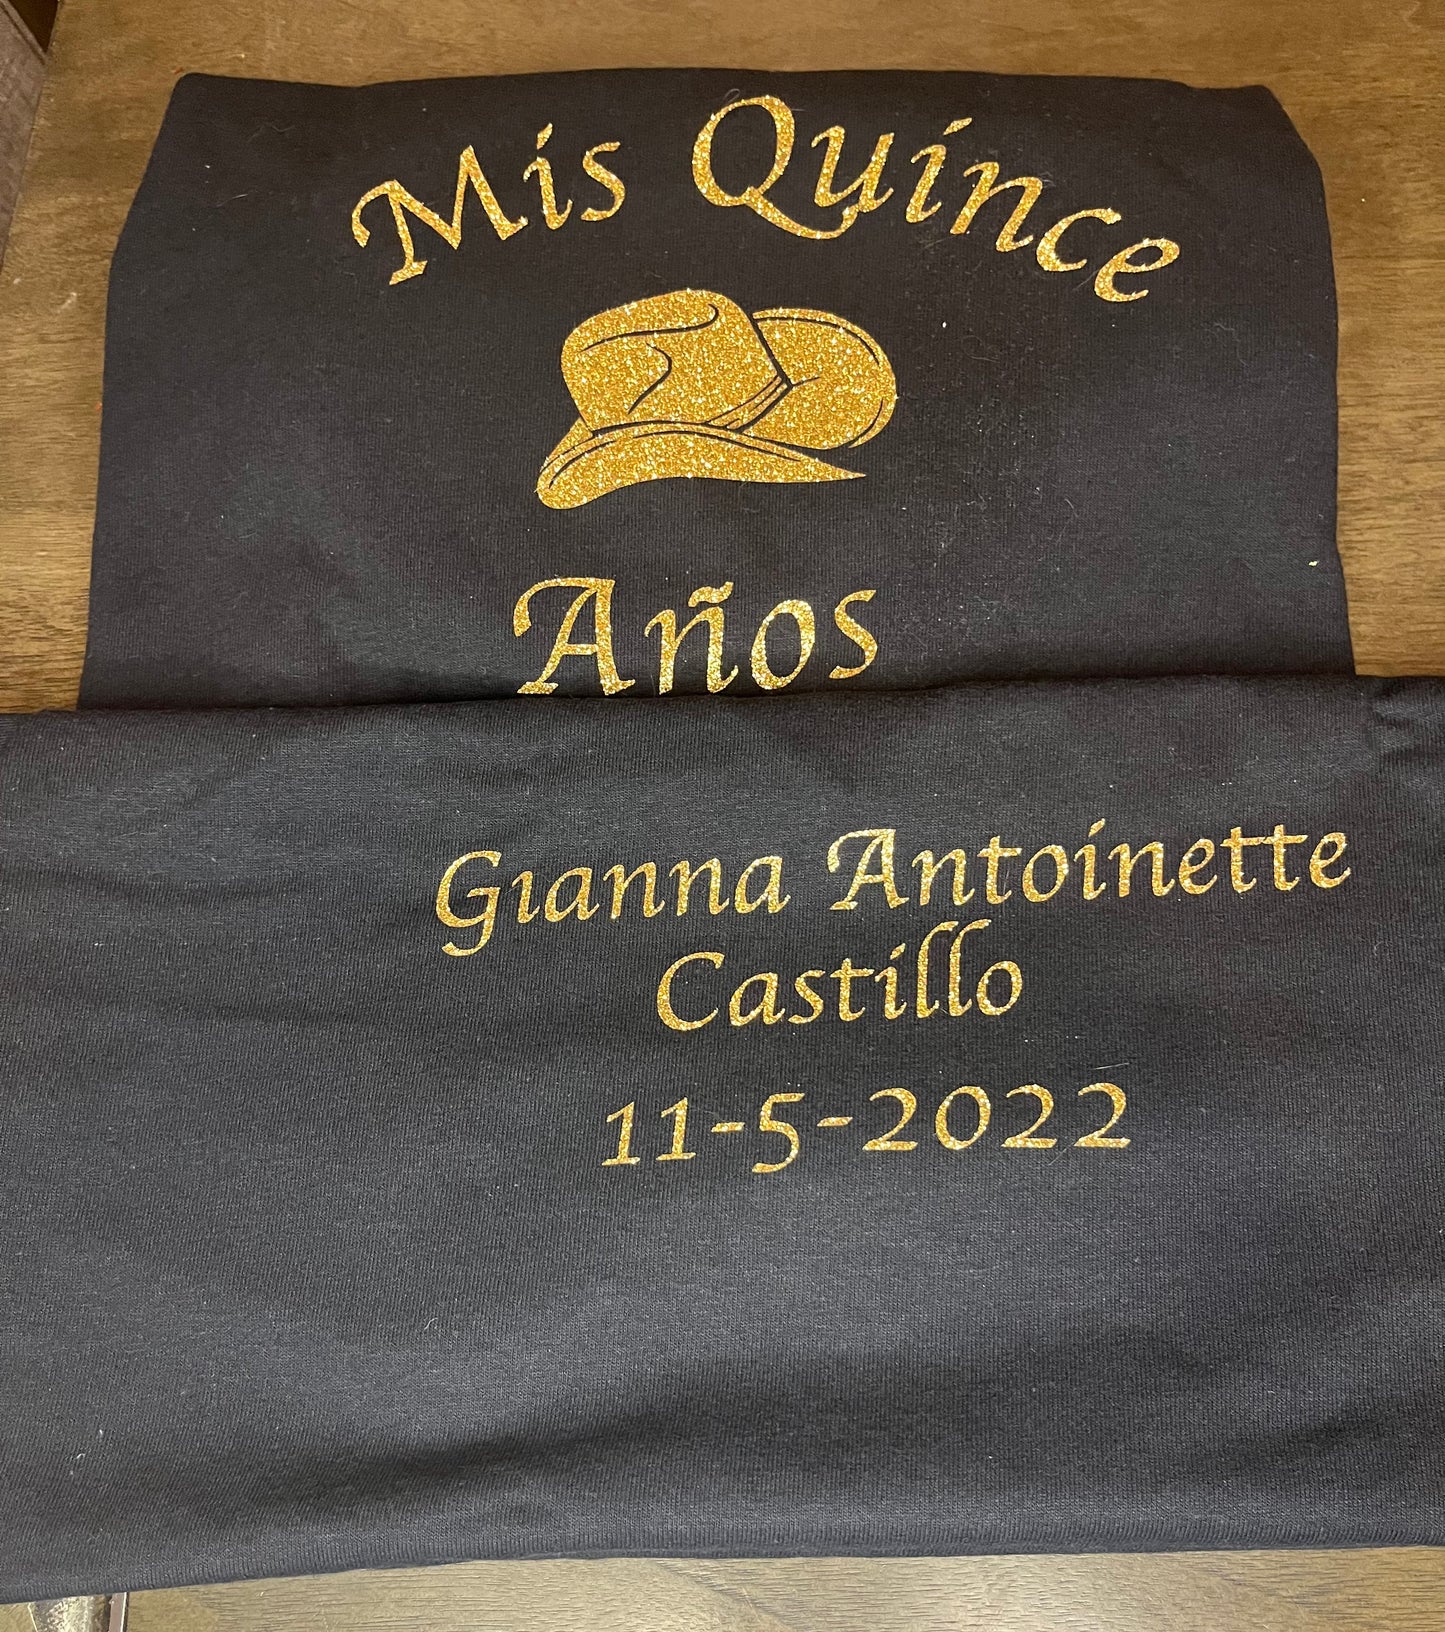 Mis Quince
Años
Gianna Antoinette
Castillo
11-5-2022